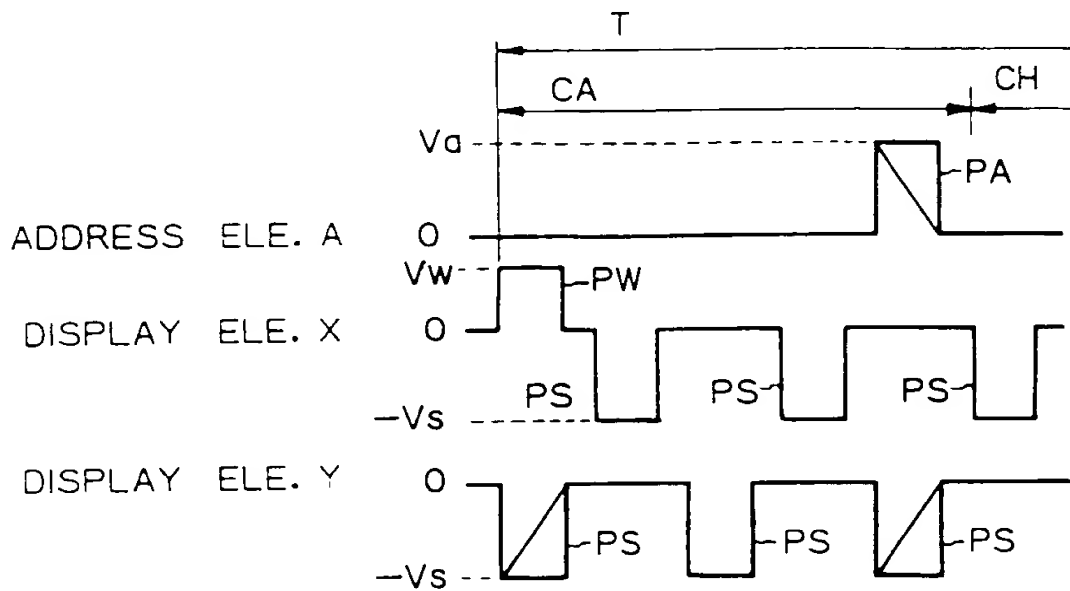 T
CA CH
Va
PA
ADDRESS ELE. A 0
Vw PW
DISPLAY ELE. X 0
PS PS PS
-Vs
DISPLAY ELE. Y 0
PS PS PS
-Vs